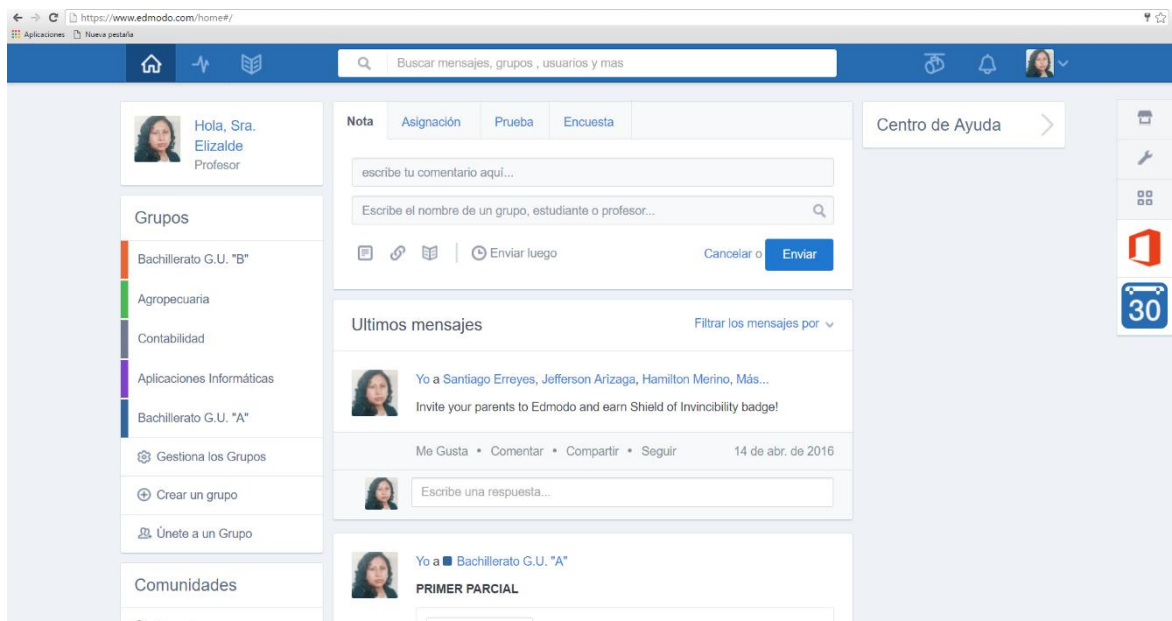 https://www.edmodo.com/home#/
Aplicaciones Nueva pestaña
Buscar mensajes, grupos , usuarios y mas
Hola, Sra.
Elizalde
Profesor
Grupos
Bachillerato G.U. "B"
Agropecuaria
Contabilidad
Aplicaciones Informáticas
Bachillerato G.U. "A"
Gestiona los Grupos
Crear un grupo
Únete a un Grupo
Comunidades
Nota Asignación Prueba Encuesta
escribe tu comentario aquí...
Escribe el nombre de un grupo, estudiante o profesor...
Enviar luego Cancelar o Enviar
Ultimos mensajes Filtrar los mensajes por
Yo a Santiago Erreyes, Jefferson Arizaga, Hamilton Merino, Más...
Invite your parents to Edmodo and earn Shield of Invincibility badge!
Me Gusta • Comentar • Compartir • Seguir 14 de abr. de 2016
Escribe una respuesta...
Yo a Bachillerato G.U. "A"
PRIMER PARCIAL
Centro de Ayuda
30